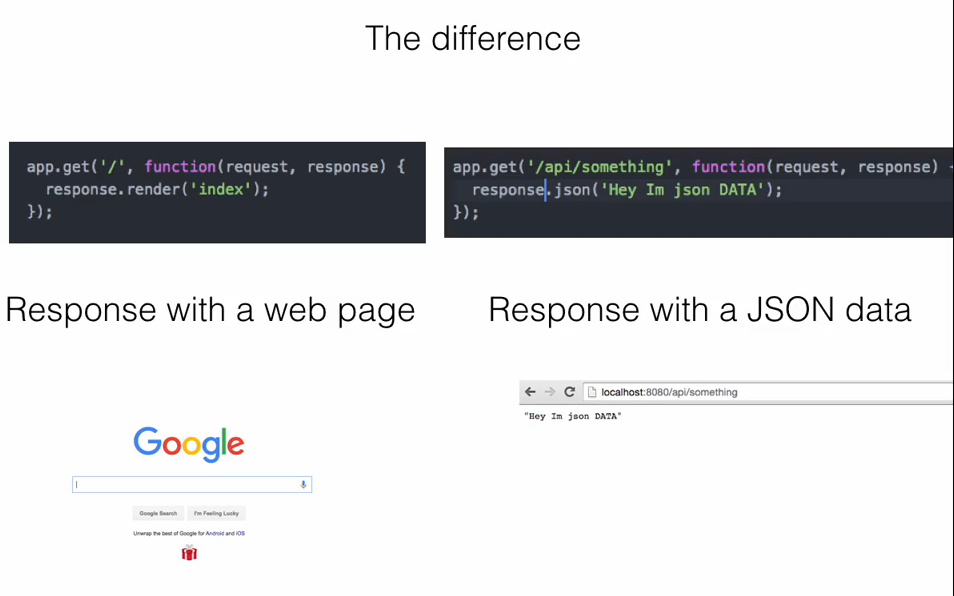 The difference
app.get('/', function(request, response) {
response.render('index');
});
app.get('/api/something', function(request, response) {
response.json('Hey Im json DATA');
});
Response with a web page
Response with a JSON data
Google
Google Search
I'm Feeling Lucky
Unwrap the best of Google for Android and iOS
localhost:8080/api/something
"Hey Im json DATA"